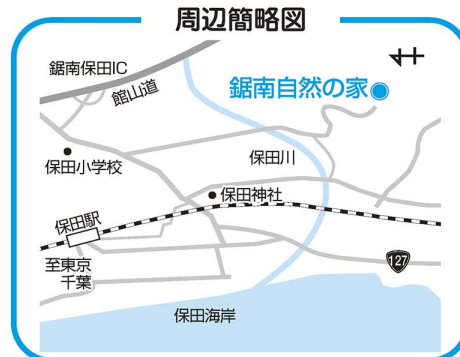 周辺簡略図
鋸南保田IC
館山道
鋸南自然の家
保田川
保田小学校
保田神社
保田駅
至東京
千葉
127
保田海岸